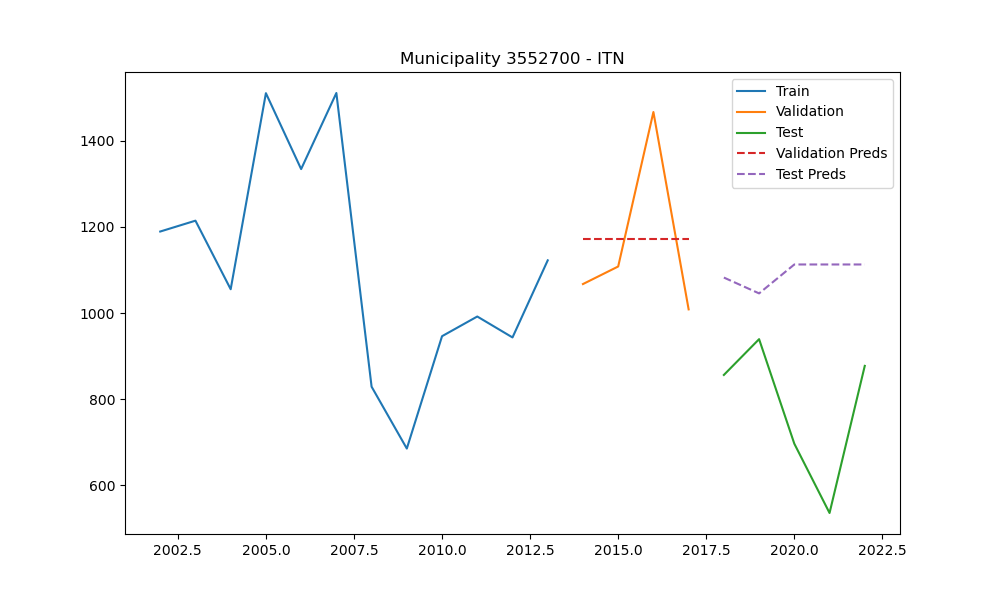 Municipality 3552700 - ITN
Train
Validation
Test
Validation Preds
Test Preds
1400
1200
1000
800
600
2002.5 2005.0 2007.5 2010.0 2012.5 2015.0 2017.5 2020.0 2022.5